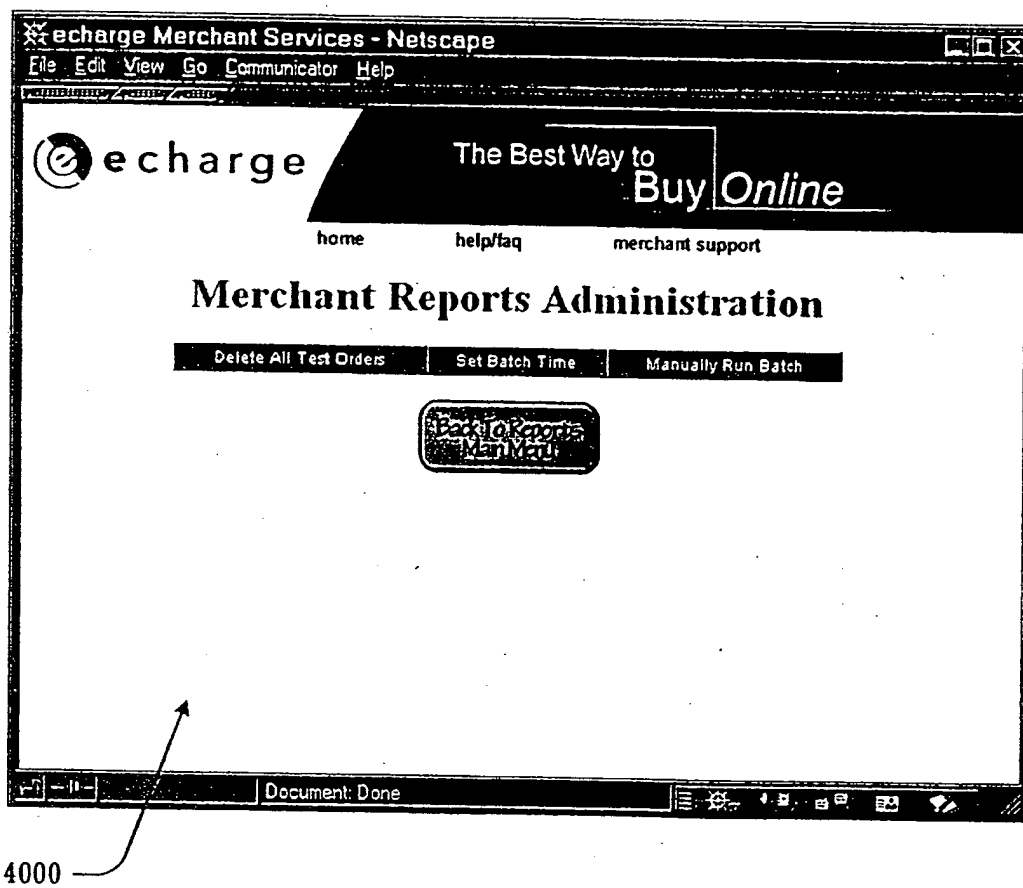 echarge Merchant Services - Netscape
File Edit View Go Communicator Help
e echarge
The Best Way to
Buy Online
home help/faq merchant support
Merchant Reports Administration
Delete All Test Orders Set Batch Time Manually Run Batch
Back To Reports
Main Menu
Document: Done
4000